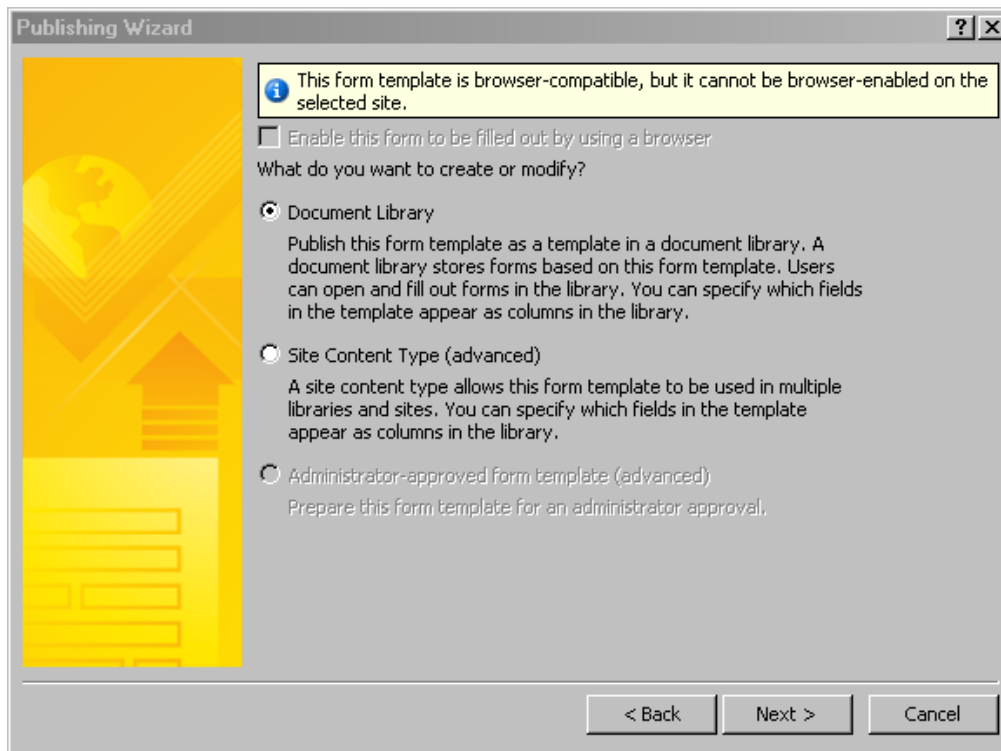 Publishing Wizard
This form template is browser-compatible, but it cannot be browser-enabled on the
selected site.
Enable this form to be filled out by using a browser
What do you want to create or modify?
Document Library
Publish this form template as a template in a document library. A
document library stores forms based on this form template. Users
can open and fill out forms in the library. You can specify which fields
in the template appear as columns in the library.
Site Content Type (advanced)
A site content type allows this form template to be used in multiple
libraries and sites. You can specify which fields in the template
appear as columns in the library.
Administrator-approved form template (advanced)
Prepare this form template for an administrator approval.
< Back Next > Cancel